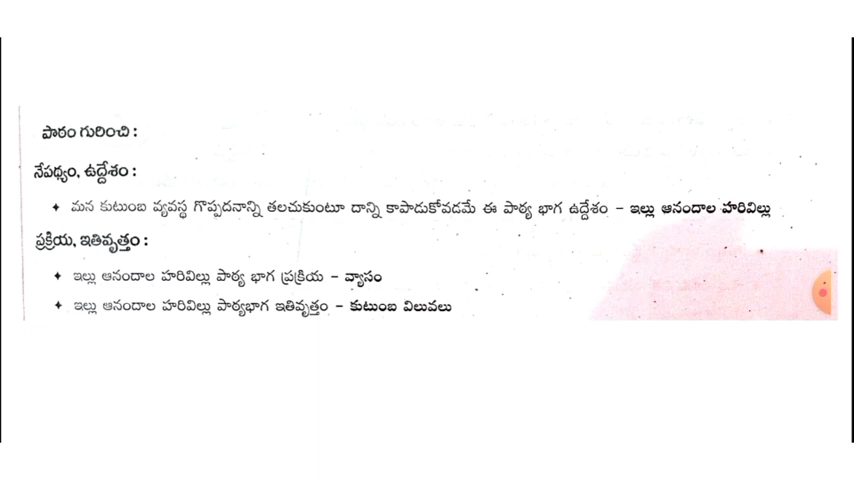 పాఠం గురించి :
నేపథ్యం, ఉద్దేశం :
✦ మన కుటుంబ వ్యవస్థ గొప్పదనాన్ని తలచుకుంటూ దాన్ని కాపాడుకోవడమే ఈ పాఠ్య భాగ ఉద్దేశం – ఇల్లు ఆనందాల హరివిల్లు
ప్రక్రియ, ఇతివృత్తం :
✦ ఇల్లు ఆనందాల హరివిల్లు పాఠ్య భాగ ప్రక్రియ – వ్యాసం
✦ ఇల్లు ఆనందాల హరివిల్లు పాఠ్యభాగ ఇతివృత్తం – కుటుంబ విలువలు